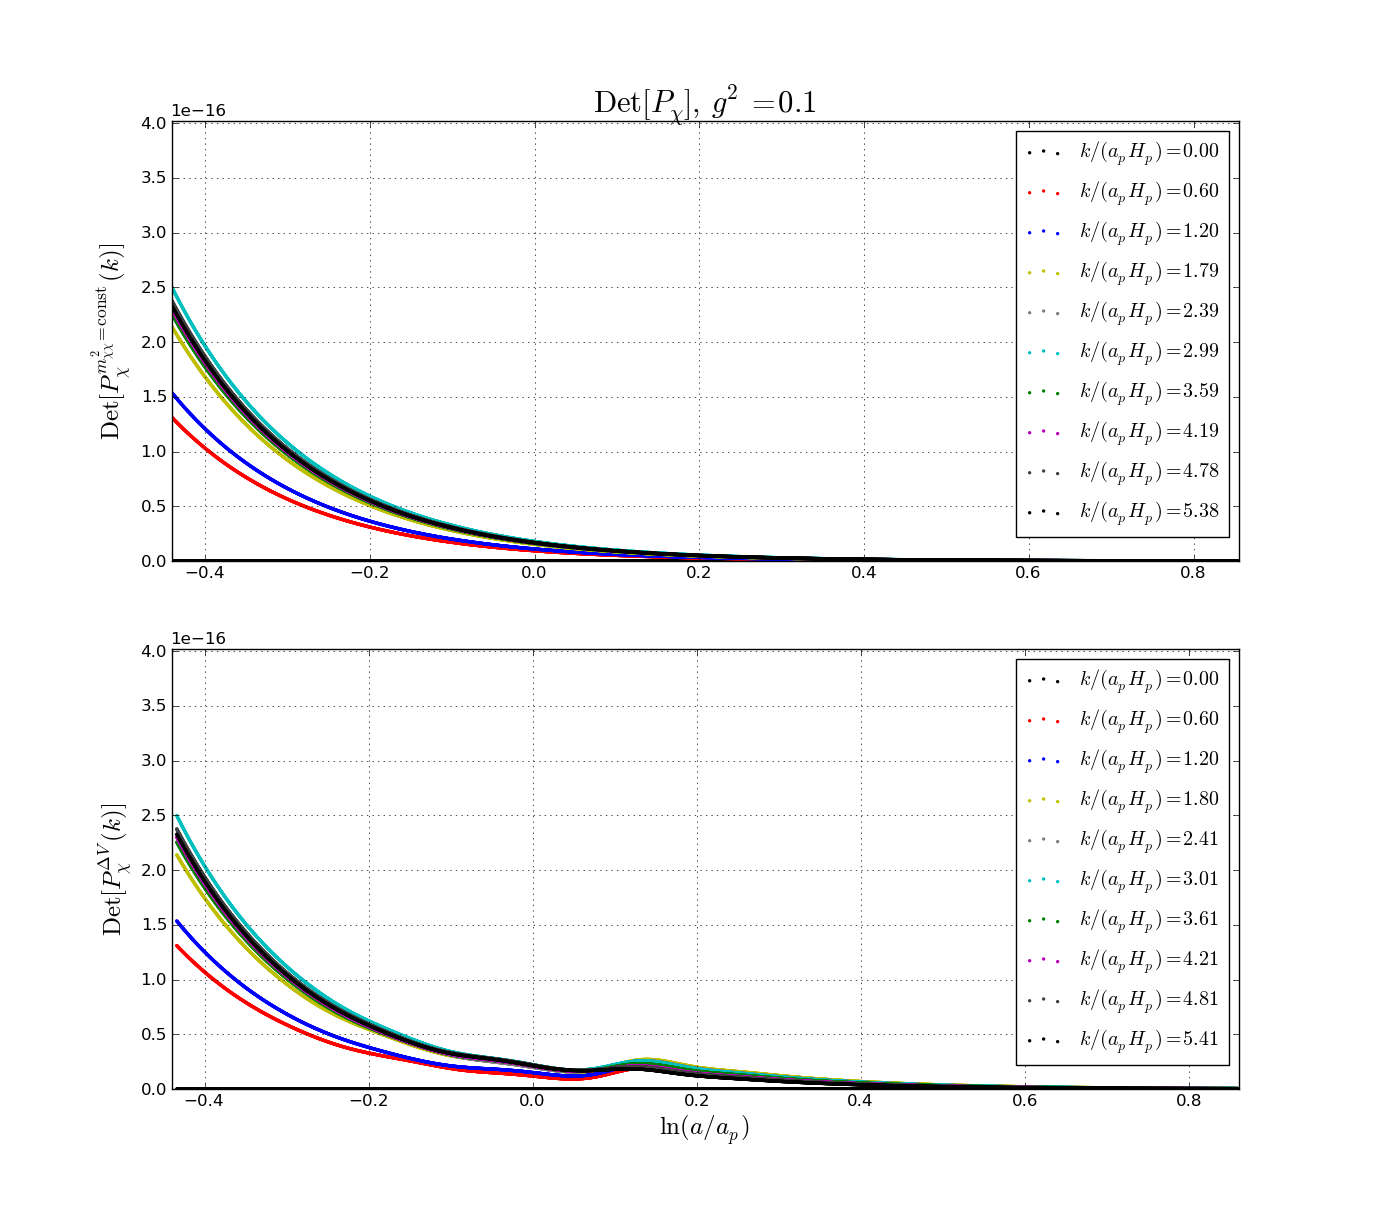 Det[P_χ], g² =0.1
1e−16
4.0
3.5
3.0
2.5
2.0
1.5
1.0
0.5
0.0
Det[P_χ^{m²_{χχ}=const}(k)]
k/(a_p H_p)=0.00
k/(a_p H_p)=0.60
k/(a_p H_p)=1.20
k/(a_p H_p)=1.79
k/(a_p H_p)=2.39
k/(a_p H_p)=2.99
k/(a_p H_p)=3.59
k/(a_p H_p)=4.19
k/(a_p H_p)=4.78
k/(a_p H_p)=5.38
−0.4 −0.2 0.0 0.2 0.4 0.6 0.8
1e−16
4.0
3.5
3.0
2.5
2.0
1.5
1.0
0.5
0.0
Det[P_χ^{ΔV}(k)]
k/(a_p H_p)=0.00
k/(a_p H_p)=0.60
k/(a_p H_p)=1.20
k/(a_p H_p)=1.80
k/(a_p H_p)=2.41
k/(a_p H_p)=3.01
k/(a_p H_p)=3.61
k/(a_p H_p)=4.21
k/(a_p H_p)=4.81
k/(a_p H_p)=5.41
−0.4 −0.2 0.0 0.2 0.4 0.6 0.8
ln(a/a_p)